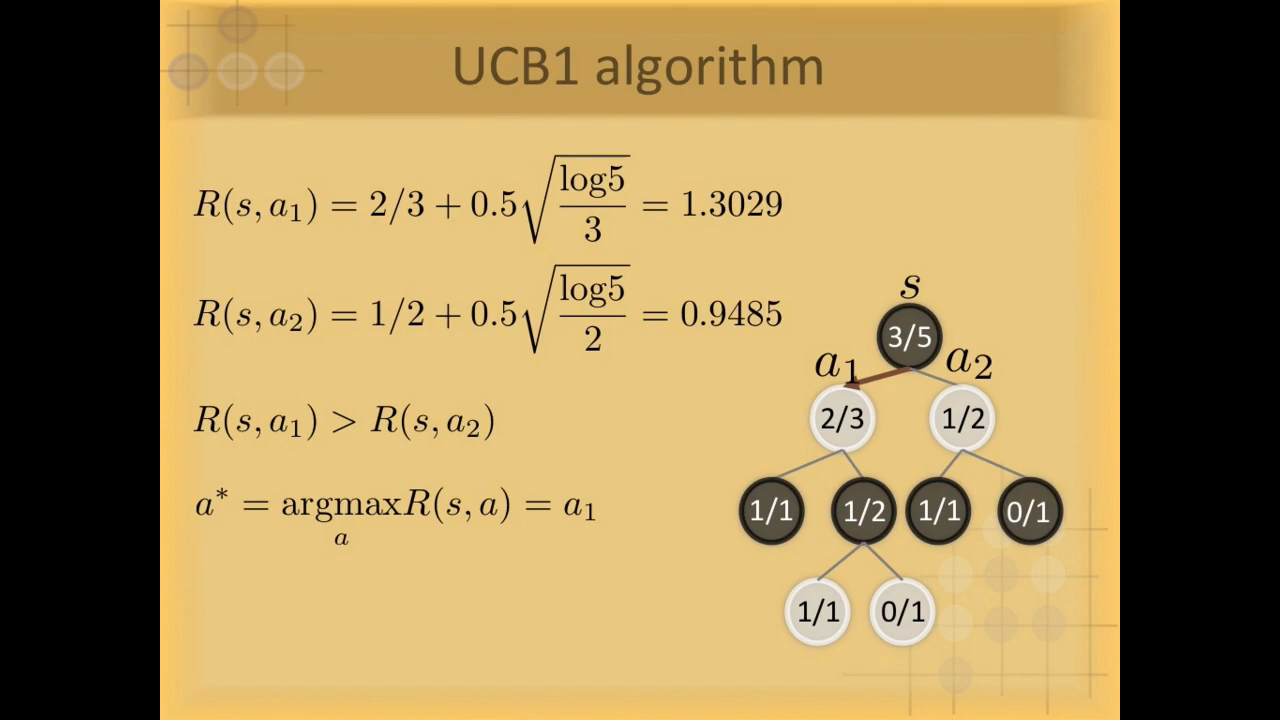 UCB1 algorithm
R(s, a₁) = 2/3 + 0.5√(log5/3) = 1.3029
R(s, a₂) = 1/2 + 0.5√(log5/2) = 0.9485
R(s, a₁) > R(s, a₂)
a* = argmax R(s, a) = a₁
a
s
3/5
a₁ a₂
2/3 1/2
1/1 1/2 1/1 0/1
1/1 0/1